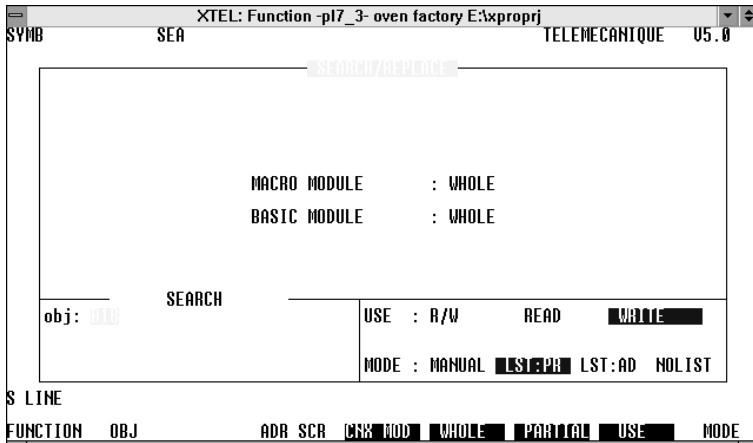 XTEL: Function -pl7_3- oven factory E:\xproprj
SYMB SEA TELEMECANIQUE V5.0
SEARCH/REPLACE
MACRO MODULE : WHOLE
BASIC MODULE : WHOLE
SEARCH
obj: USE : R/W READ WRITE
MODE : MANUAL LST:PR LST:AD NOLIST
S LINE
FUNCTION OBJ ADR SCR CNX MOD WHOLE PARTIAL USE MODE